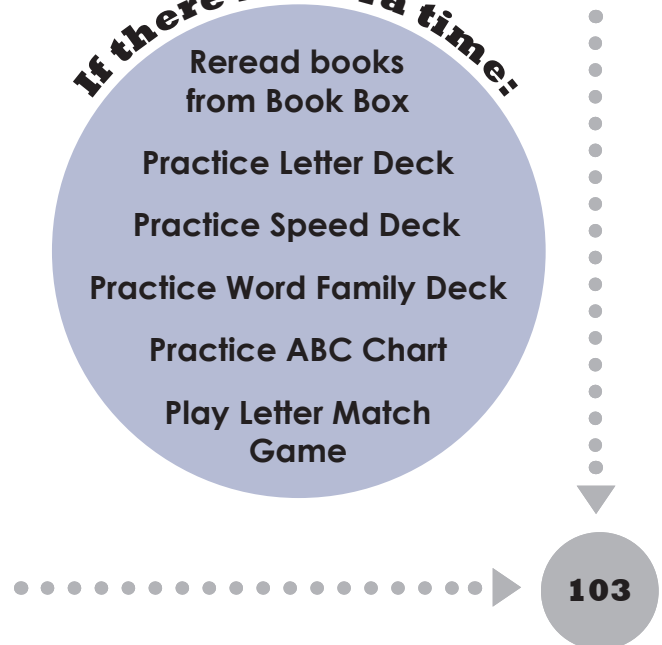 If there time:
Reread books
from Book Box
Practice Letter Deck
Practice Speed Deck
Practice Word Family Deck
Practice ABC Chart
Play Letter Match
Game
103